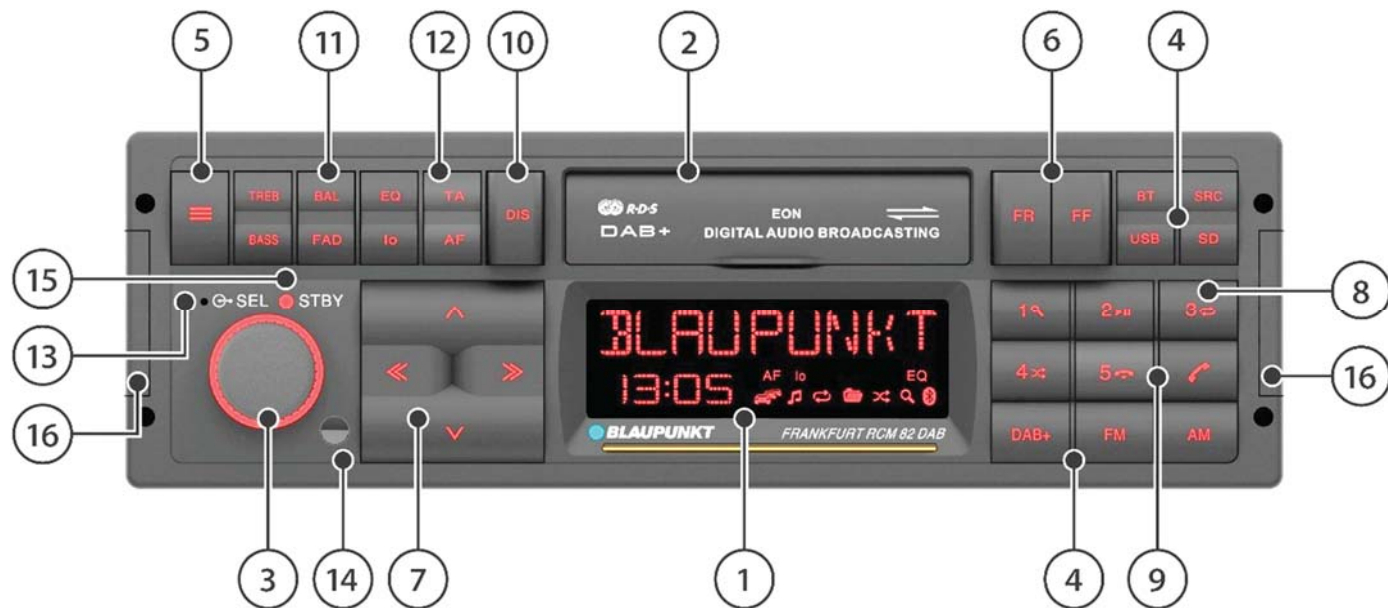 5 11 12 10 2 6 4
TREB BAL EQ TA DIS
BASS FAD lo AF
R·D·S
DAB+
EON
DIGITAL AUDIO BROADCASTING
FR FF
BT SRC
USB SD
15
SEL STBY
13
16
BLAUPUNKT
13:05 AF lo EQ
BLAUPUNKT FRANKFURT RCM 82 DAB
1 2 3
4 5
DAB+ FM AM
8
16
3 14 7 1 4 9